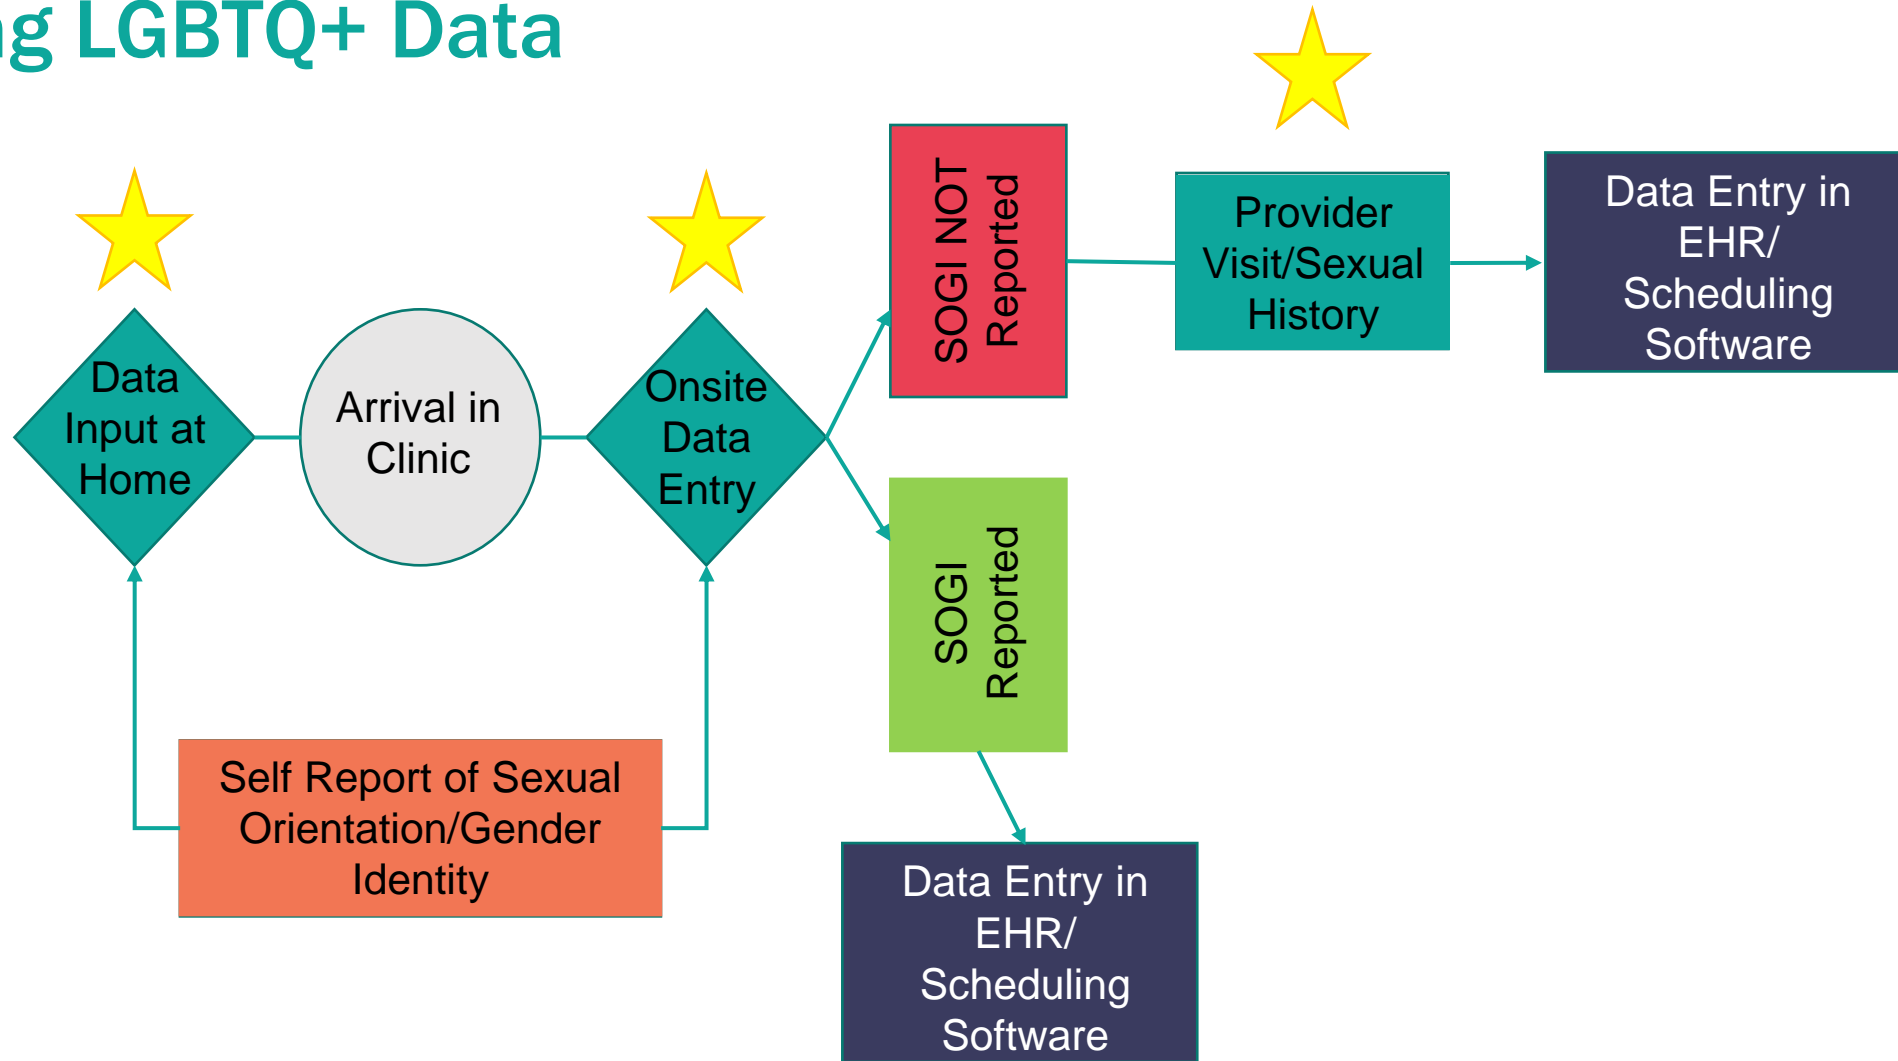 ng LGBTQ+ Data
Data
Input at
Home
Arrival in
Clinic
Onsite
Data
Entry
SOGI NOT
Reported
Provider
Visit/Sexual
History
Data Entry in
EHR/
Scheduling
Software
SOGI
Reported
Self Report of Sexual
Orientation/Gender
Identity
Data Entry in
EHR/
Scheduling
Software